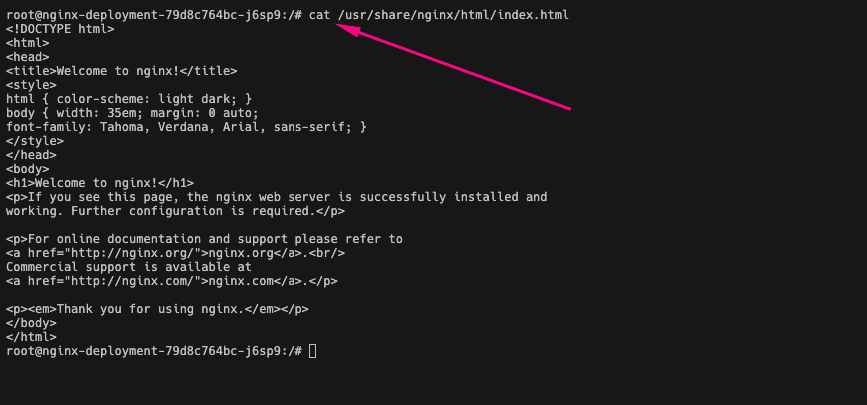 root@nginx-deployment-79d8c764bc-j6sp9:/# cat /usr/share/nginx/html/index.html
<!DOCTYPE html>
<html>
<head>
<title>Welcome to nginx!</title>
<style>
html { color-scheme: light dark; }
body { width: 35em; margin: 0 auto;
font-family: Tahoma, Verdana, Arial, sans-serif; }
</style>
</head>
<body>
<h1>Welcome to nginx!</h1>
<p>If you see this page, the nginx web server is successfully installed and
working. Further configuration is required.</p>

<p>For online documentation and support please refer to
<a href="http://nginx.org/">nginx.org</a>.<br/>
Commercial support is available at
<a href="http://nginx.com/">nginx.com</a>.</p>

<p><em>Thank you for using nginx.</em></p>
</body>
</html>
root@nginx-deployment-79d8c764bc-j6sp9:/#